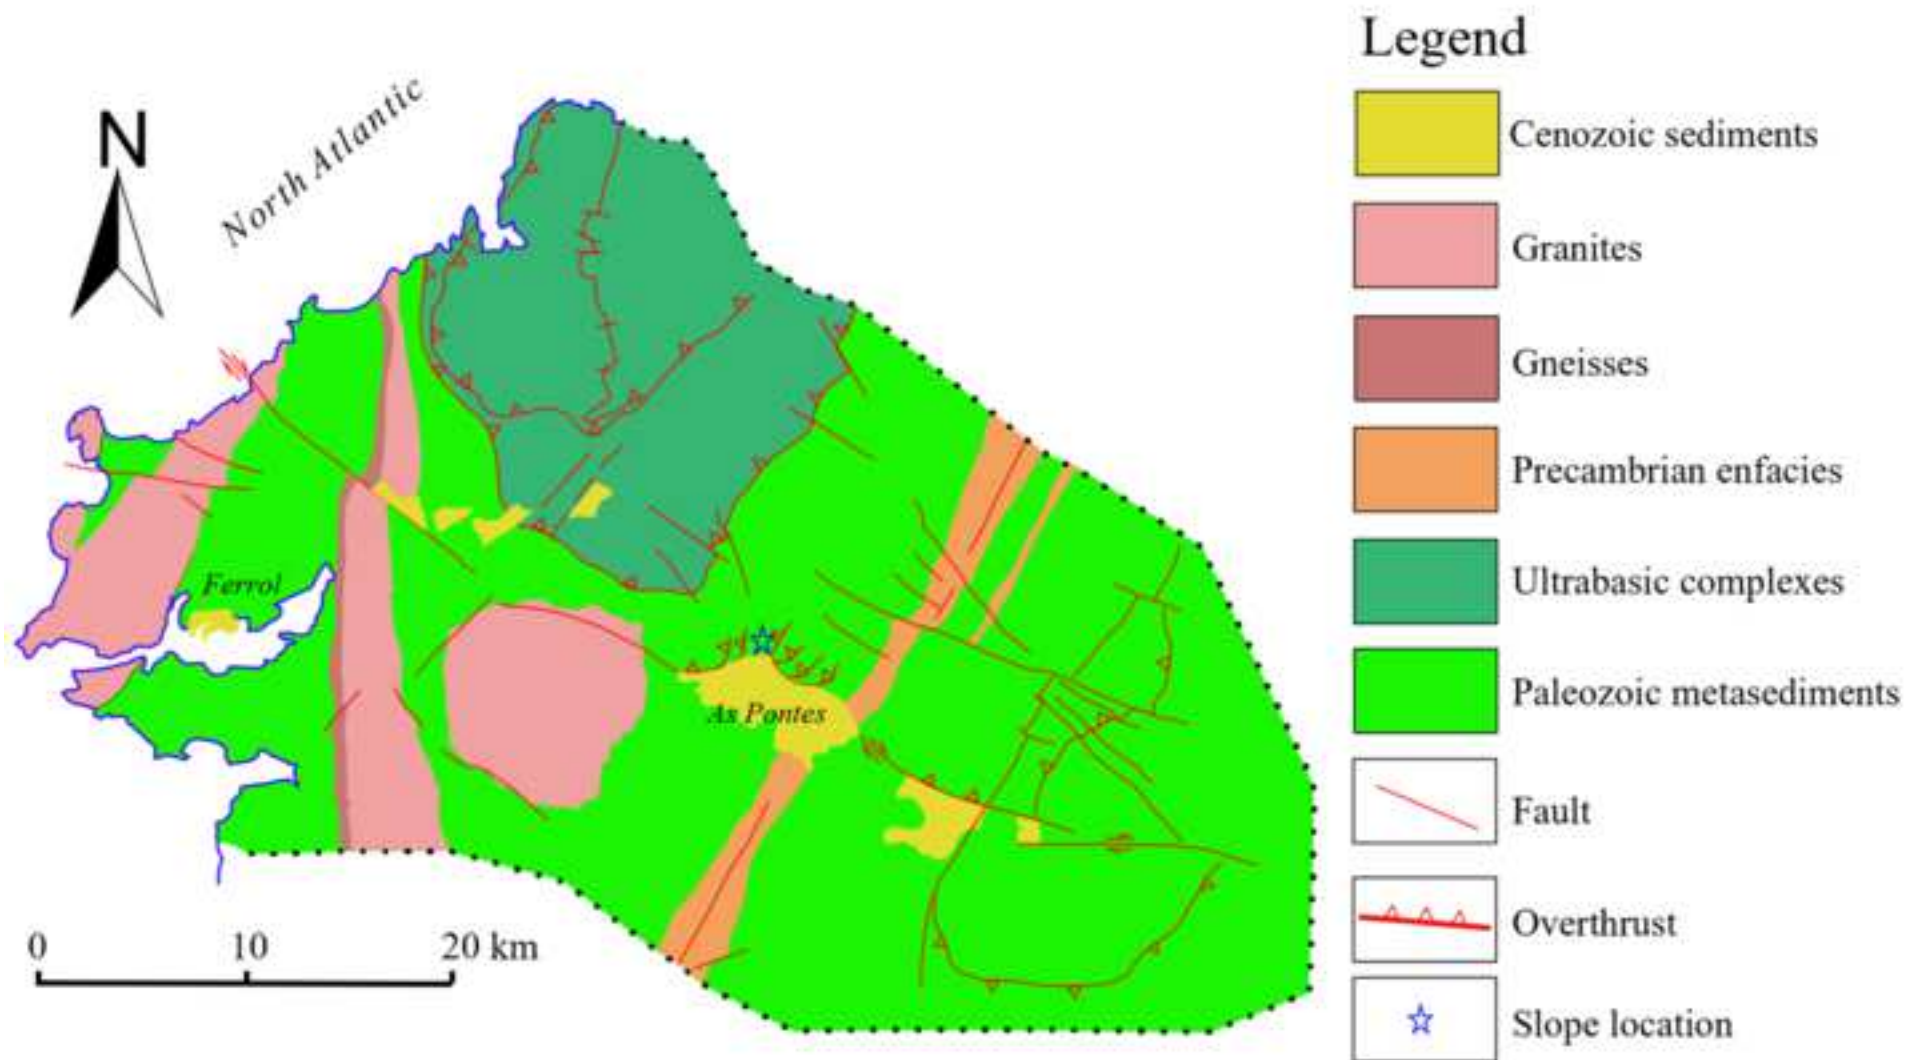 Legend
N
North Atlantic
Cenozoic sediments
Granites
Gneisses
Precambrian enfacies
Ultrabasic complexes
Ferrol
As Pontes
Paleozoic metasediments
Fault
0 10 20 km
Overthrust
Slope location